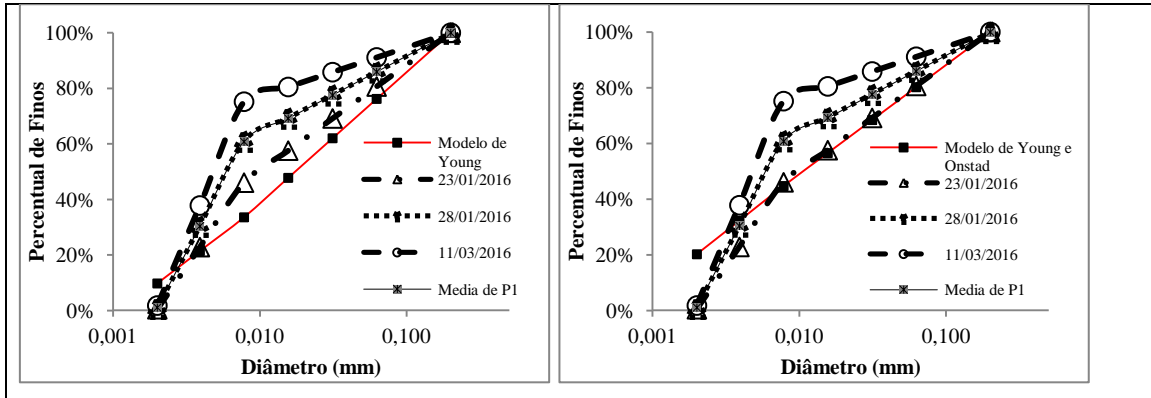 100%
80%
60%
40%
20%
0%
0,001
0,010
0,100
Percentual de Finos
Diâmetro (mm)
Modelo de
Young
23/01/2016
28/01/2016
11/03/2016
Media de P1
100%
80%
60%
40%
20%
0%
0,001
0,010
0,100
Percentual de Finos
Diâmetro (mm)
Modelo de Young e
Onstad
23/01/2016
28/01/2016
11/03/2016
Media de P1